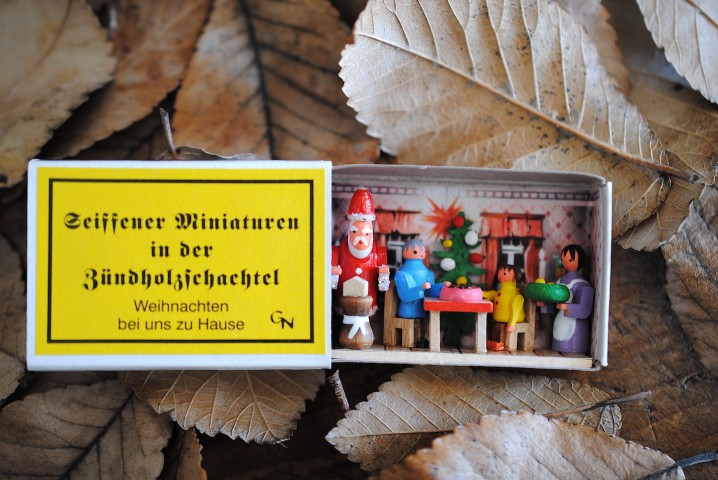 Seiffener Miniaturen
in der
Zündholzschachtel
Weihnachten
bei uns zu Hause
GN